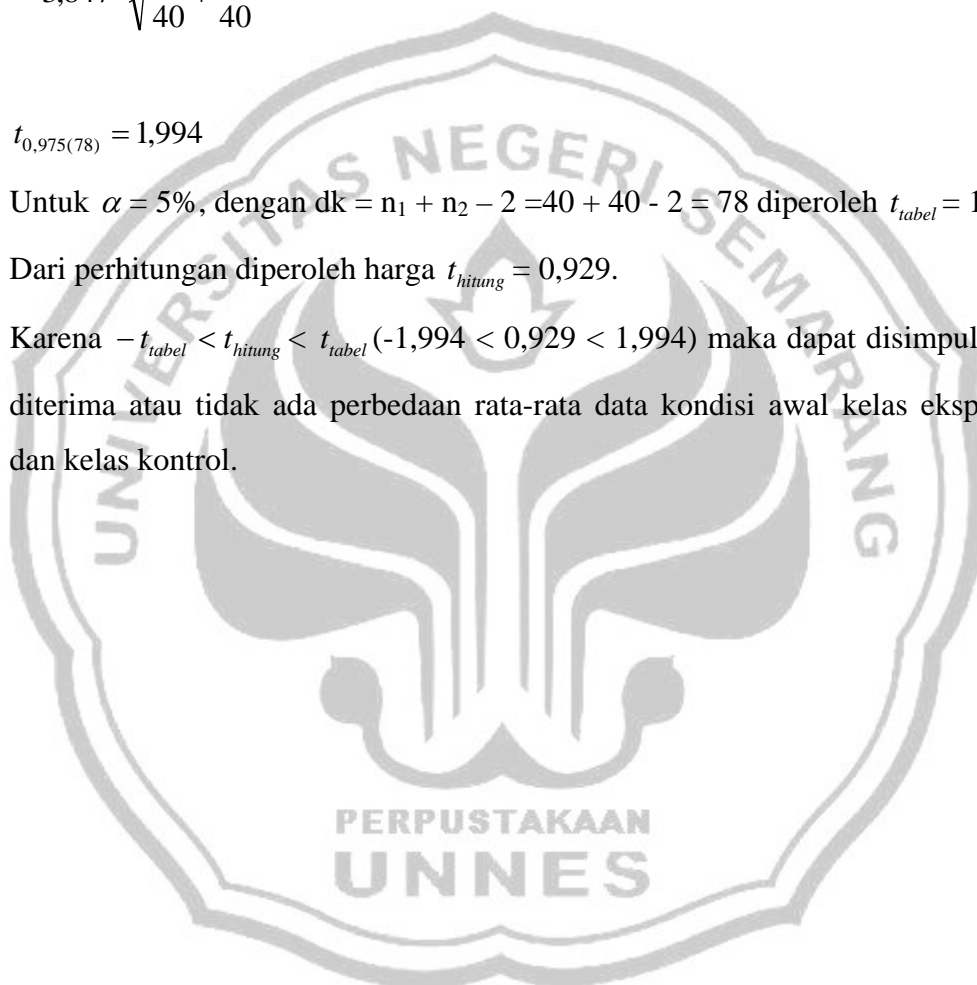 40 40
t0,975(78) = 1,994
Untuk α = 5%, dengan dk = n1 + n2 – 2 =40 + 40 - 2 = 78 diperoleh ttabel = 1
Dari perhitungan diperoleh harga thitung = 0,929.
Karena – ttabel < thitung < ttabel (-1,994 < 0,929 < 1,994) maka dapat disimpul
diterima atau tidak ada perbedaan rata-rata data kondisi awal kelas eksp
dan kelas kontrol.
UNIVERSITAS NEGERI SEMARANG
PERPUSTAKAAN
UNNES